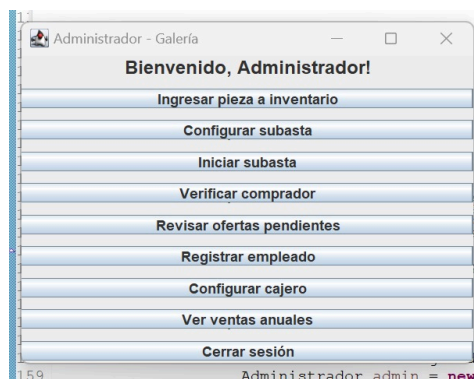 Administrador - Galería
Bienvenido, Administrador!
Ingresar pieza a inventario
Configurar subasta
Iniciar subasta
Verificar comprador
Revisar ofertas pendientes
Registrar empleado
Configurar cajero
Ver ventas anuales
Cerrar sesión
159 Administrador admin = new